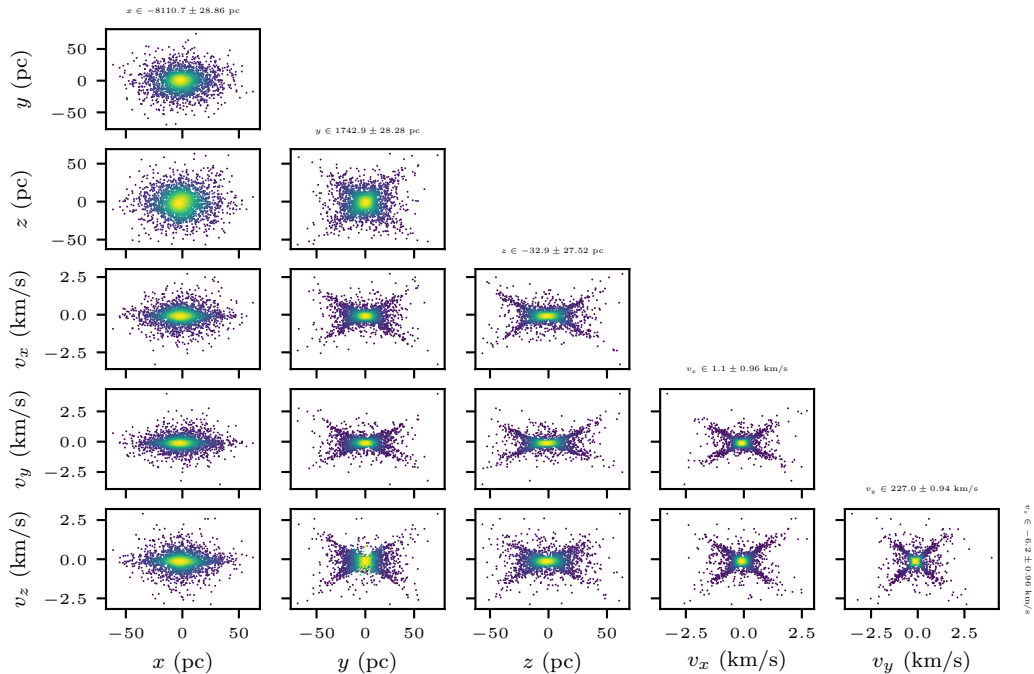 x ∈ −8110.7 ± 28.86 pc
50
0
−50
y (pc)
y ∈ 1742.9 ± 28.28 pc
50
0
−50
z (pc)
z ∈ −32.9 ± 27.52 pc
2.5
0.0
−2.5
v_x (km/s)
v_x ∈ 1.1 ± 0.96 km/s
2.5
0.0
−2.5
v_y (km/s)
v_y ∈ 227.0 ± 0.94 km/s
2.5
0.0
−2.5
v_z (km/s)
v_z ∈ −6.2 ± 0.96 km/s
−50 0 50 −50 0 50 −50 0 50 0.0 2.5 −2.5 0.0 2.5
x (pc) y (pc) z (pc) v_x (km/s) v_y (km/s)